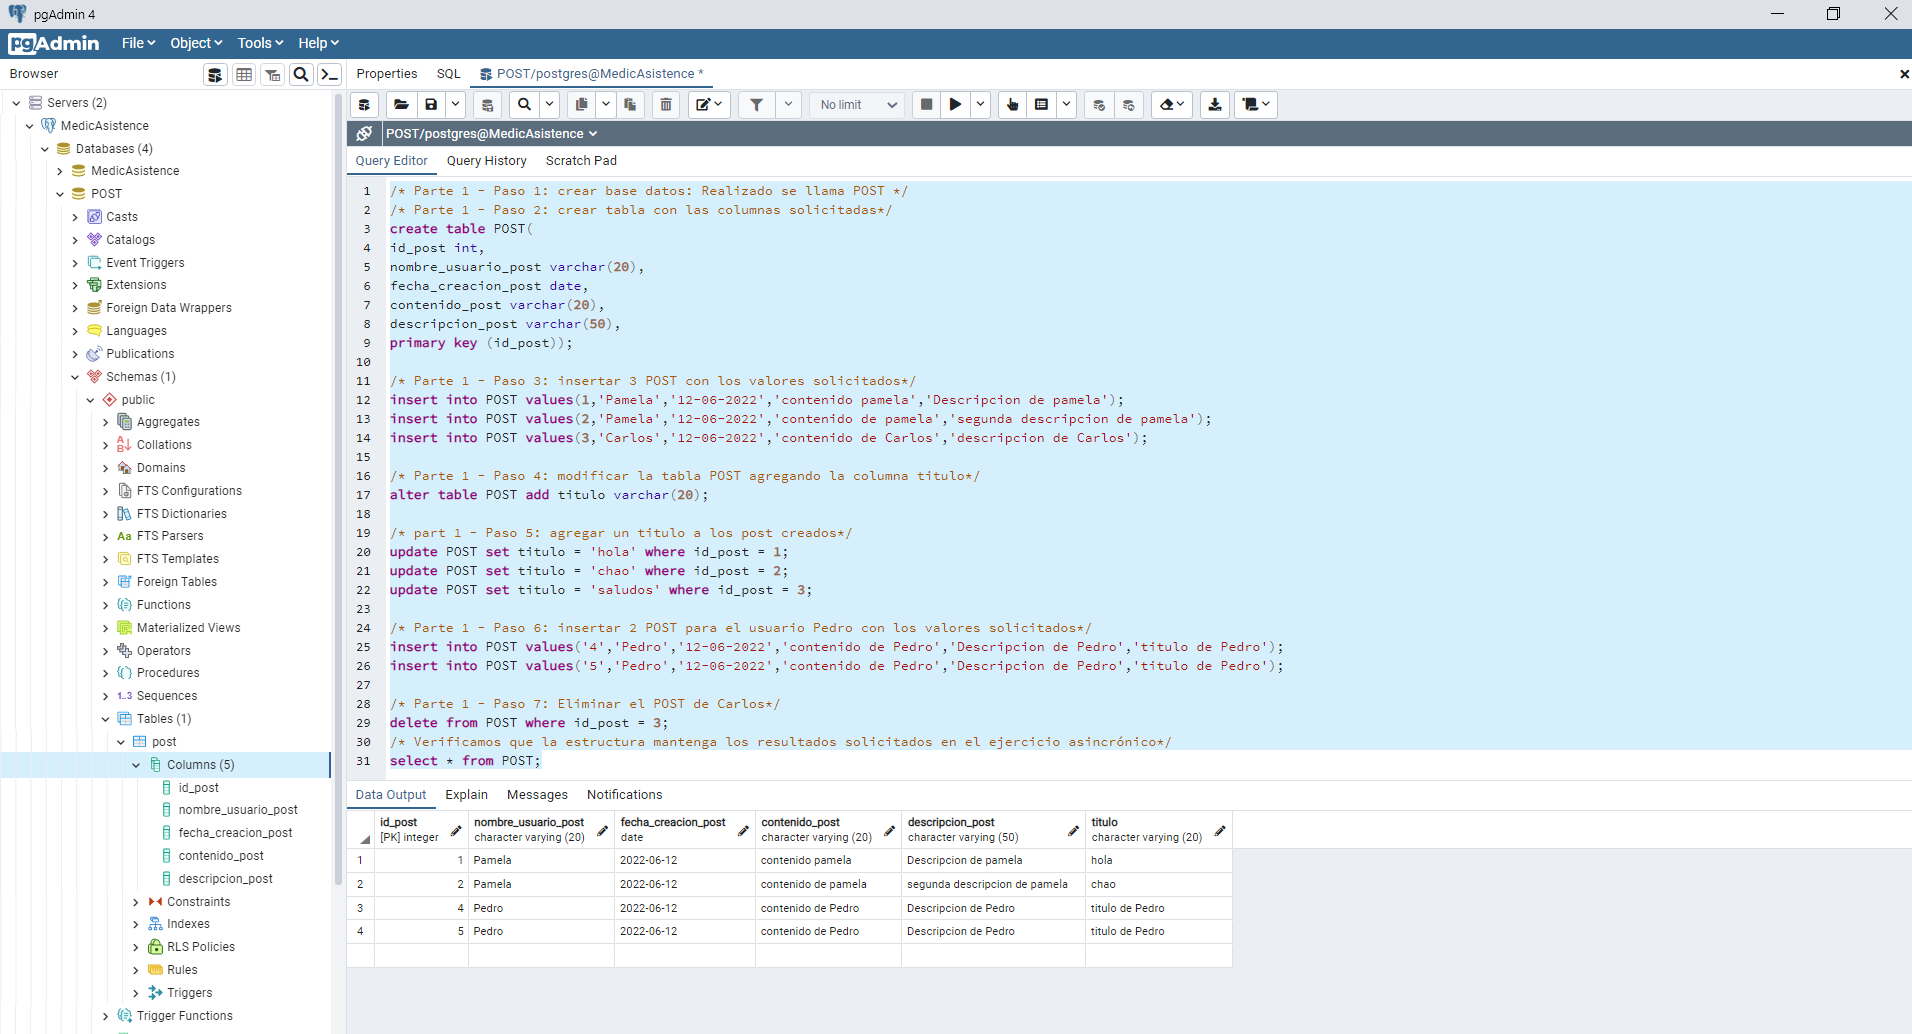 pgAdmin 4
pgAdmin File Object Tools Help
Browser
Properties SQL POST/postgres@MedicAsistence *
Servers (2)
MedicAsistence
Databases (4)
MedicAsistence
POST
Casts
Catalogs
Event Triggers
Extensions
Foreign Data Wrappers
Languages
Publications
Schemas (1)
public
Aggregates
Collations
Domains
FTS Configurations
FTS Dictionaries
Aa FTS Parsers
FTS Templates
Foreign Tables
Functions
Materialized Views
Operators
Procedures
1..3 Sequences
Tables (1)
post
Columns (5)
id_post
nombre_usuario_post
fecha_creacion_post
contenido_post
descripcion_post
Constraints
Indexes
RLS Policies
Rules
Triggers
Trigger Functions
No limit
POST/postgres@MedicAsistence
Query Editor Query History Scratch Pad
1 /* Parte 1 - Paso 1: crear base datos: Realizado se llama POST */
2 /* Parte 1 - Paso 2: crear tabla con las columnas solicitadas*/
3 create table POST(
4 id_post int,
5 nombre_usuario_post varchar(20),
6 fecha_creacion_post date,
7 contenido_post varchar(20),
8 descripcion_post varchar(50),
9 primary key (id_post));
10
11 /* Parte 1 - Paso 3: insertar 3 POST con los valores solicitados*/
12 insert into POST values(1,'Pamela','12-06-2022','contenido pamela','Descripcion de pamela');
13 insert into POST values(2,'Pamela','12-06-2022','contenido de pamela','segunda descripcion de pamela');
14 insert into POST values(3,'Carlos','12-06-2022','contenido de Carlos','descripcion de Carlos');
15
16 /* Parte 1 - Paso 4: modificar la tabla POST agregando la columna titulo*/
17 alter table POST add titulo varchar(20);
18
19 /* part 1 - Paso 5: agregar un titulo a los post creados*/
20 update POST set titulo = 'hola' where id_post = 1;
21 update POST set titulo = 'chao' where id_post = 2;
22 update POST set titulo = 'saludos' where id_post = 3;
23
24 /* Parte 1 - Paso 6: insertar 2 POST para el usuario Pedro con los valores solicitados*/
25 insert into POST values('4','Pedro','12-06-2022','contenido de Pedro','Descripcion de Pedro','titulo de Pedro');
26 insert into POST values('5','Pedro','12-06-2022','contenido de Pedro','Descripcion de Pedro','titulo de Pedro');
27
28 /* Parte 1 - Paso 7: Eliminar el POST de Carlos*/
29 delete from POST where id_post = 3;
30 /* Verificamos que la estructura mantenga los resultados solicitados en el ejercicio asincrónico*/
31 select * from POST;
Data Output Explain Messages Notifications
id_post nombre_usuario_post fecha_creacion_post contenido_post descripcion_post titulo
[PK] integer character varying (20) date character varying (20) character varying (50) character varying (20)
1 1 Pamela 2022-06-12 contenido pamela Descripcion de pamela hola
2 2 Pamela 2022-06-12 contenido de pamela segunda descripcion de pamela chao
3 4 Pedro 2022-06-12 contenido de Pedro Descripcion de Pedro titulo de Pedro
4 5 Pedro 2022-06-12 contenido de Pedro Descripcion de Pedro titulo de Pedro